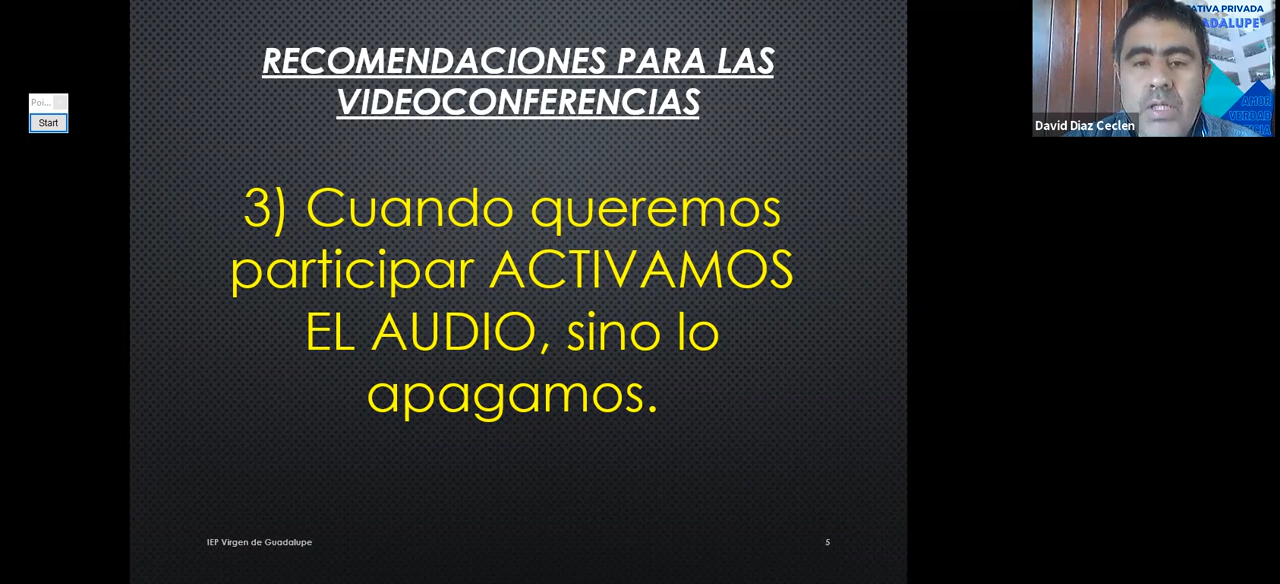 RECOMENDACIONES PARA LAS
VIDEOCONFERENCIAS
3) Cuando queremos
participar ACTIVAMOS
EL AUDIO, sino lo
apagamos.
IEP Virgen de Guadalupe
5
Poi...
Start
ATIVA PRIVADA
ADALUPE"
AMOR
VERDAD
David Diaz Ceclen